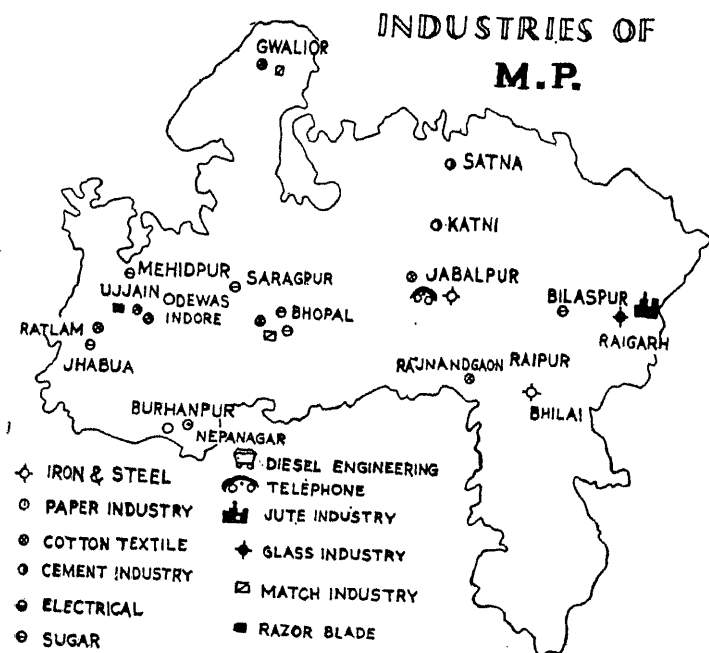 INDUSTRIES OF
M.P.
GWALIOR
SATNA
KATNI
MEHIDPUR
SARAGPUR
JABALPUR
UJJAIN
DEWAS
INDORE
BHOPAL
BILASPUR
RATLAM
JHABUA
RAIGARH
RAJNANDGAON
RAIPUR
BHILAI
BURHANPUR
NEPANAGAR
IRON & STEEL
PAPER INDUSTRY
COTTON TEXTILE
CEMENT INDUSTRY
ELECTRICAL
SUGAR
DIESEL ENGINEERING
TELEPHONE
JUTE INDUSTRY
GLASS INDUSTRY
MATCH INDUSTRY
RAZOR BLADE